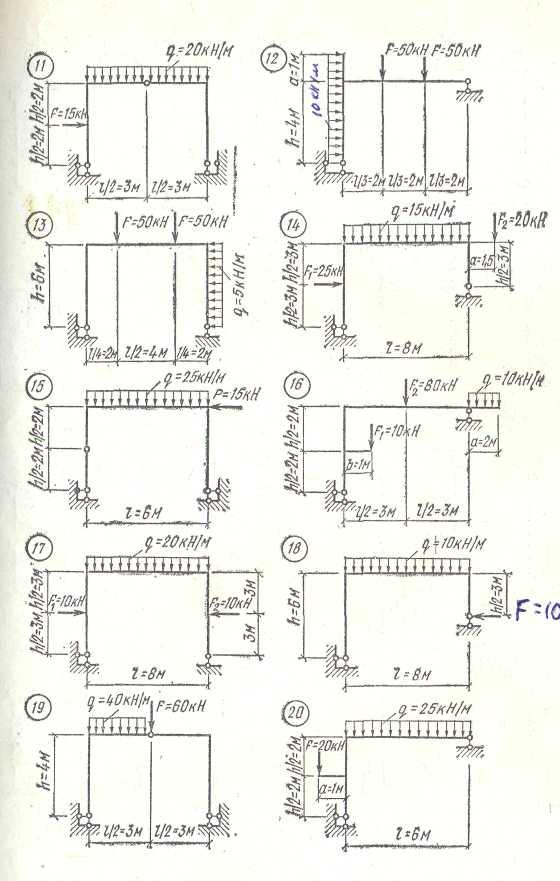 11
q=20кН/м
h/2=2м
h/2=2м
F=15кН
l/2=3м
l/2=3м
12
F=50кН
F=50кН
a=1м
h=4м
10 кН/м
l/3=2м
l/3=2м
l/3=2м
13
F=50кН
F=50кН
h=6м
q=5кН/м
l/4=2м
l/2=4м
l/4=2м
14
q=15кН/м
h/2=3м
h/2=3м
F₁=25кН
a=1,5
h/2=3м
l=8м
15
q=25кН/м
P=15кН
h/2=2м
h/2=2м
l=6м
16
F₂=80кН
q=10кН/м
h/2=2м
h/2=2м
F₁=10кН
b=1м
a=2м
l/2=3м
l/2=3м
17
q=20кН/м
h/2=3м
h/2=3м
F₁=10кН
F₂=10кН
3м
3м
l=8м
18
q=10кН/м
h=6м
h/2=3м
F=10
l=8м
19
q=40кН/м
F=60кН
h=4м
l/2=3м
l/2=3м
20
q=25кН/м
h/2=2м
h/2=2м
F=20кН
a=1м
l=6м